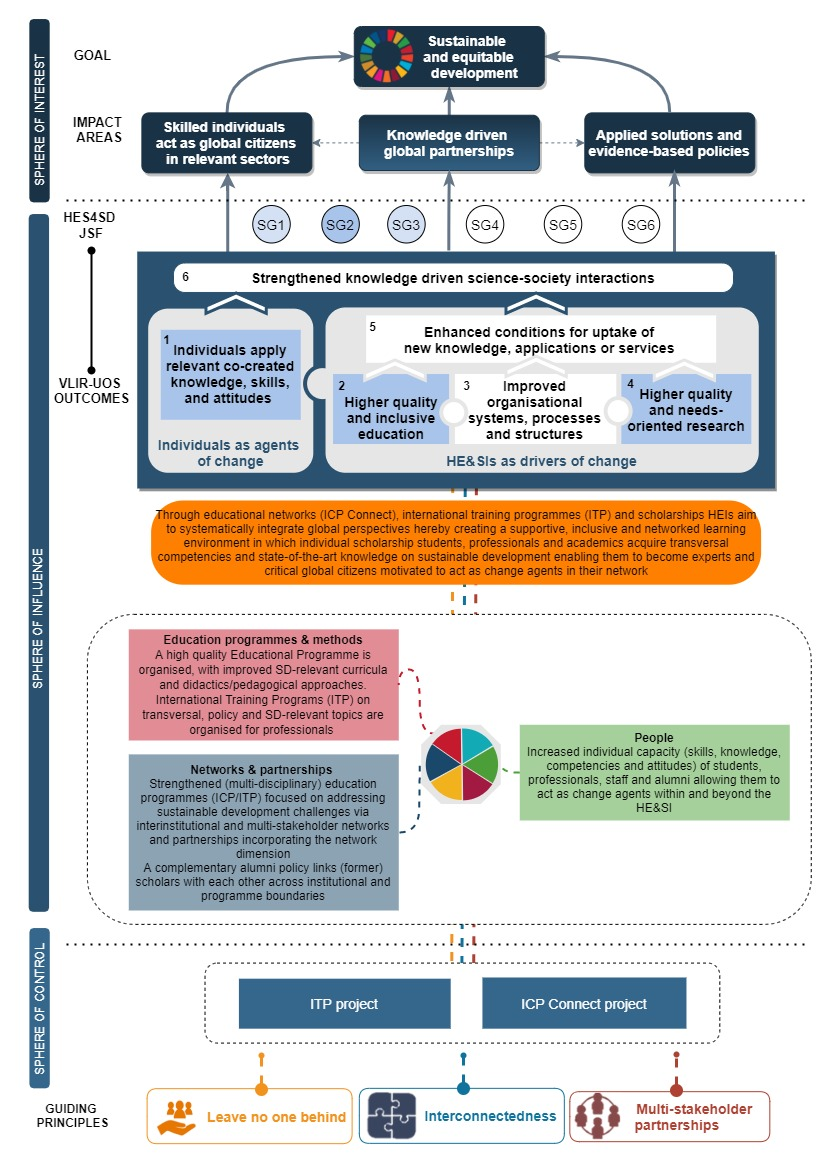 SPHERE OF INTEREST
GOAL
Sustainable
and equitable
development
IMPACT
AREAS
Skilled individuals
act as global citizens
in relevant sectors
Knowledge driven
global partnerships
Applied solutions and
evidence-based policies
SPHERE OF INFLUENCE
HES4SD
JSF
SG1
SG2
SG3
SG4
SG5
SG6
VLIR-UOS
OUTCOMES
6
Strengthened knowledge driven science-society interactions
1
Individuals apply
relevant co-created
knowledge, skills,
and attitudes
Individuals as agents
of change
5
Enhanced conditions for uptake of
new knowledge, applications or services
2
Higher quality
and inclusive
education
3
Improved
organisational
systems, processes
and structures
4
Higher quality
and needs-
oriented research
HE&SIs as drivers of change
Through educational networks (ICP Connect), international training programmes (ITP) and scholarships HEIs aim
to systematically integrate global perspectives hereby creating a supportive, inclusive and networked learning
environment in which individual scholarship students, professionals and academics acquire transversal
competencies and state-of-the-art knowledge on sustainable development enabling them to become experts and
critical global citizens motivated to act as change agents in their network
Education programmes & methods
A high quality Educational Programme is
organised, with improved SD-relevant curricula
and didactics/pedagogical approaches.
International Training Programs (ITP) on
transversal, policy and SD-relevant topics are
organised for professionals
Networks & partnerships
Strengthened (multi-disciplinary) education
programmes (ICP/ITP) focused on addressing
sustainable development challenges via
interinstitutional and multi-stakeholder networks
and partnerships incorporating the network
dimension
A complementary alumni policy links (former)
scholars with each other across institutional and
programme boundaries
People
Increased individual capacity (skills, knowledge,
competencies and attitudes) of students,
professionals, staff and alumni allowing them to
act as change agents within and beyond the
HE&SI
SPHERE OF CONTROL
ITP project
ICP Connect project
GUIDING
PRINCIPLES
Leave no one behind
Interconnectedness
Multi-stakeholder
partnerships